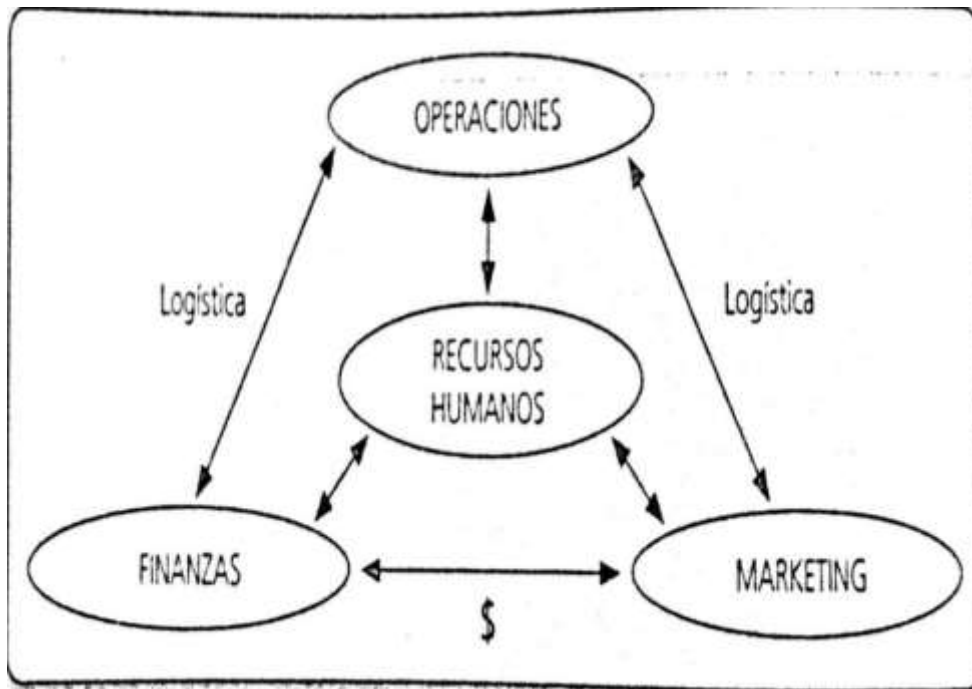 OPERACIONES
Logística
Logística
RECURSOS
HUMANOS
FINANZAS
MARKETING
$